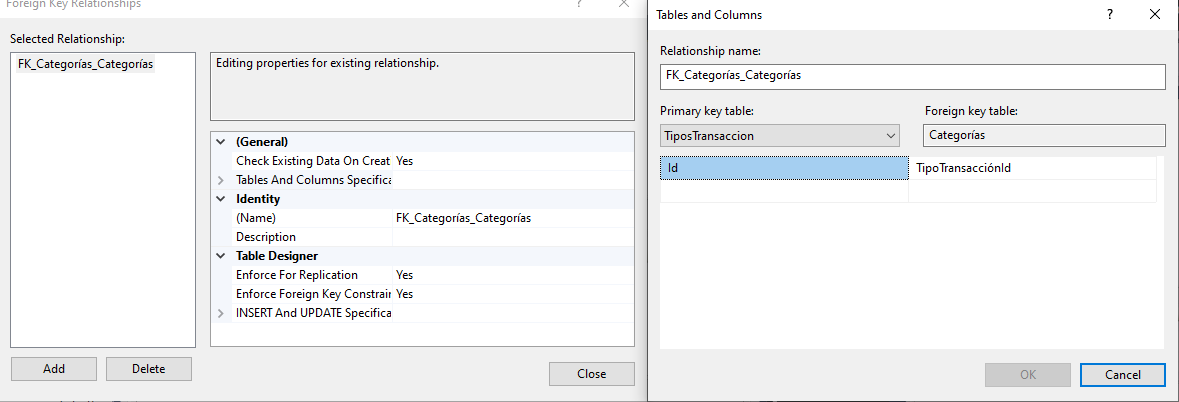 Foreign Key Relationships
?
Selected Relationship:
FK_Categorías_Categorías
Editing properties for existing relationship.
(General)
Check Existing Data On Creat Yes
Tables And Columns Specifica
Identity
(Name) FK_Categorías_Categorías
Description
Table Designer
Enforce For Replication Yes
Enforce Foreign Key Constrain Yes
INSERT And UPDATE Specifica
Add Delete
Close
Tables and Columns
?
Relationship name:
FK_Categorías_Categorías
Primary key table: Foreign key table:
TiposTransaccion Categorías
Id TipoTransacciónId
OK Cancel